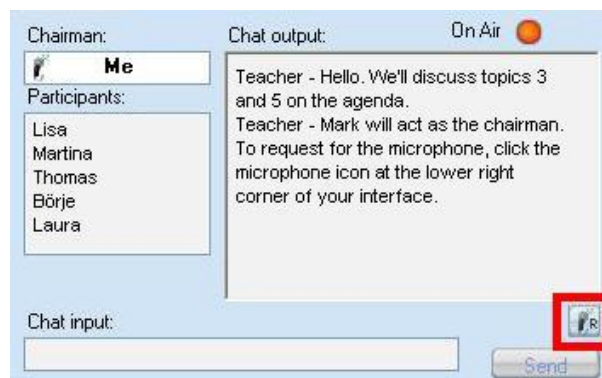 Chairman:
Me
Participants:
Lisa
Martina
Thomas
Börje
Laura
Chat output:
On Air
Teacher - Hello. We'll discuss topics 3
and 5 on the agenda.
Teacher - Mark will act as the chairman.
To request for the microphone, click the
microphone icon at the lower right
corner of your interface.
R
Chat input:
Send